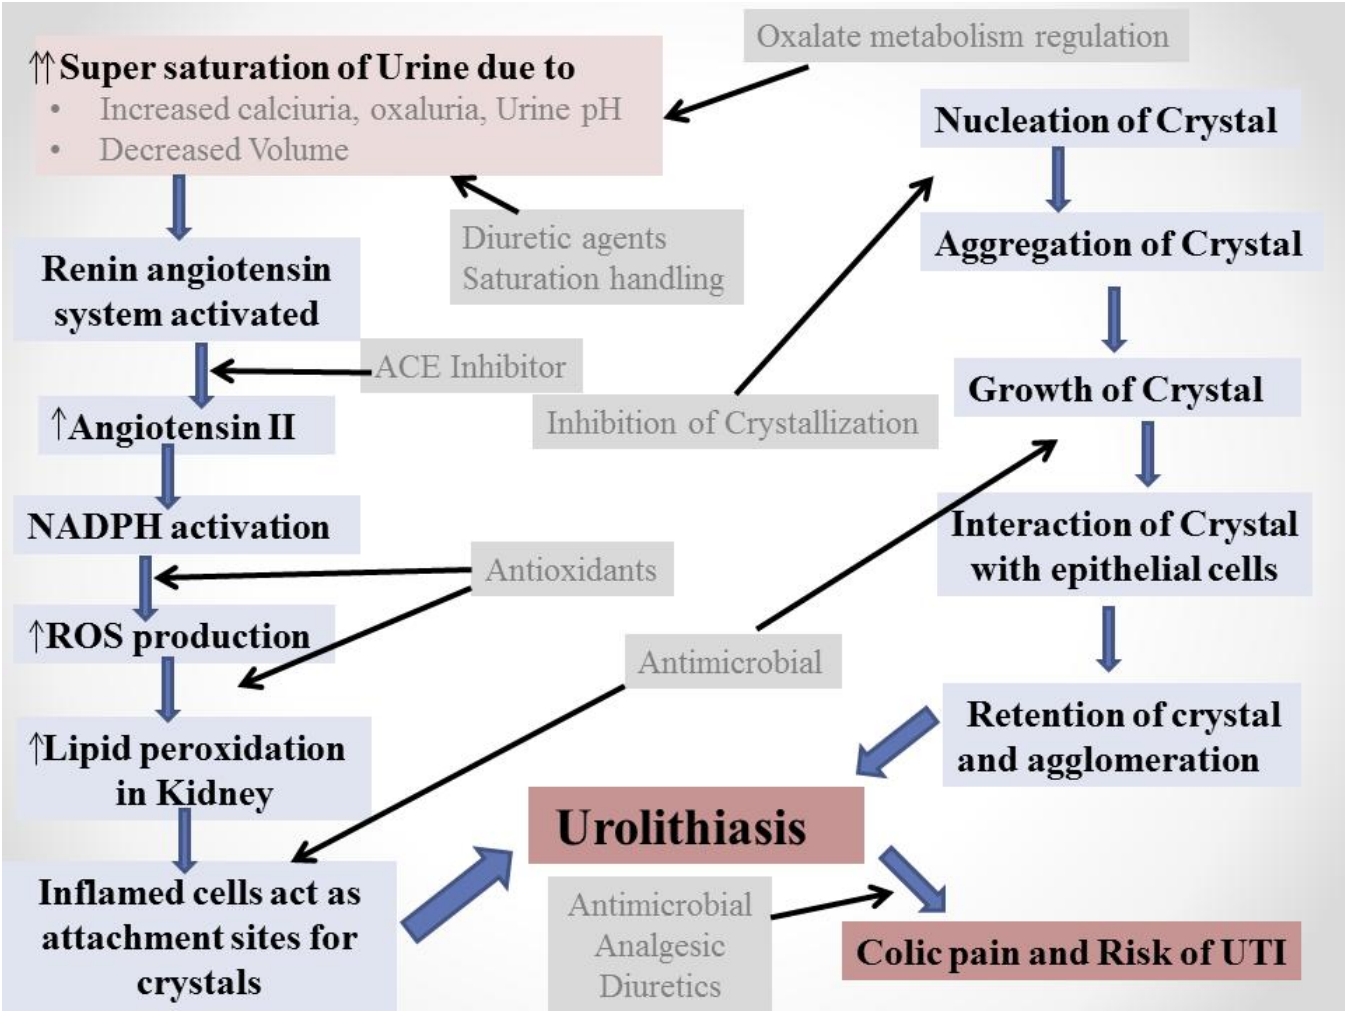 ⇈Super saturation of Urine due to
• Increased calciuria, oxaluria, Urine pH
• Decreased Volume
Oxalate metabolism regulation
Diuretic agents
Saturation handling
Renin angiotensin
system activated
ACE Inhibitor
↑Angiotensin II
NADPH activation
Antioxidants
↑ROS production
↑Lipid peroxidation
in Kidney
Inflamed cells act as
attachment sites for
crystals
Nucleation of Crystal
Aggregation of Crystal
Growth of Crystal
Inhibition of Crystallization
Interaction of Crystal
with epithelial cells
Antimicrobial
Retention of crystal
and agglomeration
Urolithiasis
Antimicrobial
Analgesic
Diuretics
Colic pain and Risk of UTI